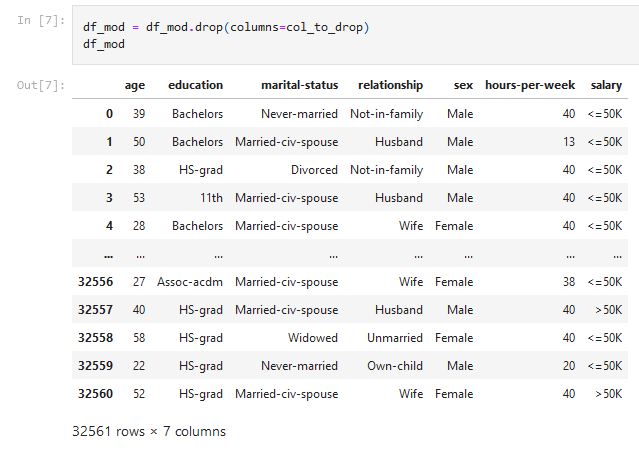 In [7]: df_mod = df_mod.drop(columns=col_to_drop)
df_mod
Out[7]:
age education marital-status relationship sex hours-per-week salary
0 39 Bachelors Never-married Not-in-family Male 40 <=50K
1 50 Bachelors Married-civ-spouse Husband Male 13 <=50K
2 38 HS-grad Divorced Not-in-family Male 40 <=50K
3 53 11th Married-civ-spouse Husband Male 40 <=50K
4 28 Bachelors Married-civ-spouse Wife Female 40 <=50K
... ... ... ... ... ... ... ...
32556 27 Assoc-acdm Married-civ-spouse Wife Female 38 <=50K
32557 40 HS-grad Married-civ-spouse Husband Male 40 >50K
32558 58 HS-grad Widowed Unmarried Female 40 <=50K
32559 22 HS-grad Never-married Own-child Male 20 <=50K
32560 52 HS-grad Married-civ-spouse Wife Female 40 >50K
32561 rows × 7 columns